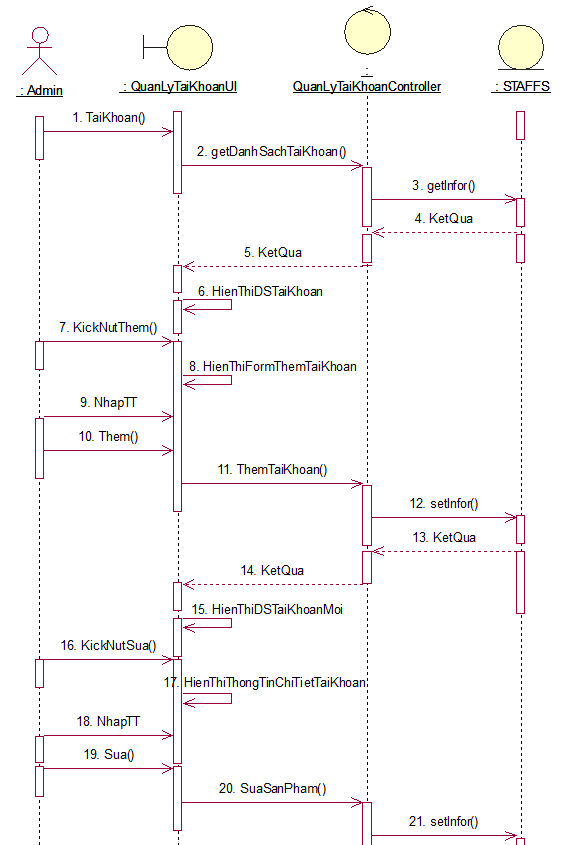 : Admin
: QuanLyTaiKhoanUI
:
QuanLyTaiKhoanController
: STAFFS
1. TaiKhoan()
2. getDanhSachTaiKhoan()
3. getInfor()
4. KetQua
5. KetQua
6. HienThiDSTaiKhoan
7. KickNutThem()
8. HienThiFormThemTaiKhoan
9. NhapTT
10. Them()
11. ThemTaiKhoan()
12. setInfor()
13. KetQua
14. KetQua
15. HienThiDSTaiKhoanMoi
16. KickNutSua()
17. HienThiThongTinChiTietTaiKhoan
18. NhapTT
19. Sua()
20. SuaSanPham()
21. setInfor()